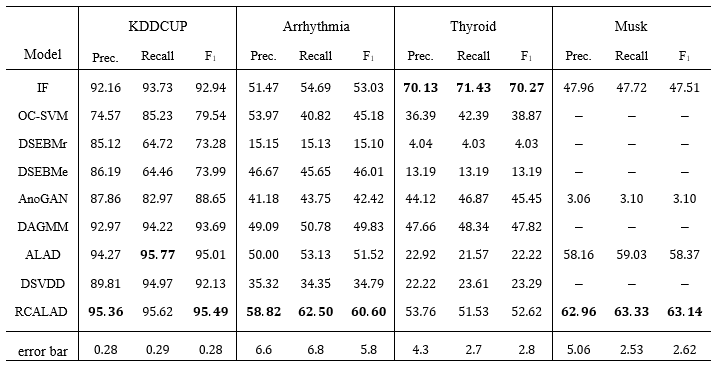 KDDCUP Arrhythmia Thyroid Musk
Model Prec. Recall F1 Prec. Recall F1 Prec. Recall F1 Prec. Recall F1
IF 92.16 93.73 92.94 51.47 54.69 53.03 70.13 71.43 70.27 47.96 47.72 47.51
OC-SVM 74.57 85.23 79.54 53.97 40.82 45.18 36.39 42.39 38.87 – – –
DSEBMr 85.12 64.72 73.28 15.15 15.13 15.10 4.04 4.03 4.03 – – –
DSEBMe 86.19 64.46 73.99 46.67 45.65 46.01 13.19 13.19 13.19 – – –
AnoGAN 87.86 82.97 88.65 41.18 43.75 42.42 44.12 46.87 45.45 3.06 3.10 3.10
DAGMM 92.97 94.22 93.69 49.09 50.78 49.83 47.66 48.34 47.82 – – –
ALAD 94.27 95.77 95.01 50.00 53.13 51.52 22.92 21.57 22.22 58.16 59.03 58.37
DSVDD 89.81 94.97 92.13 35.32 34.35 34.79 22.22 23.61 23.29 – – –
RCALAD 95.36 95.62 95.49 58.82 62.50 60.60 53.76 51.53 52.62 62.96 63.33 63.14
error bar 0.28 0.29 0.28 6.6 6.8 5.8 4.3 2.7 2.8 5.06 2.53 2.62